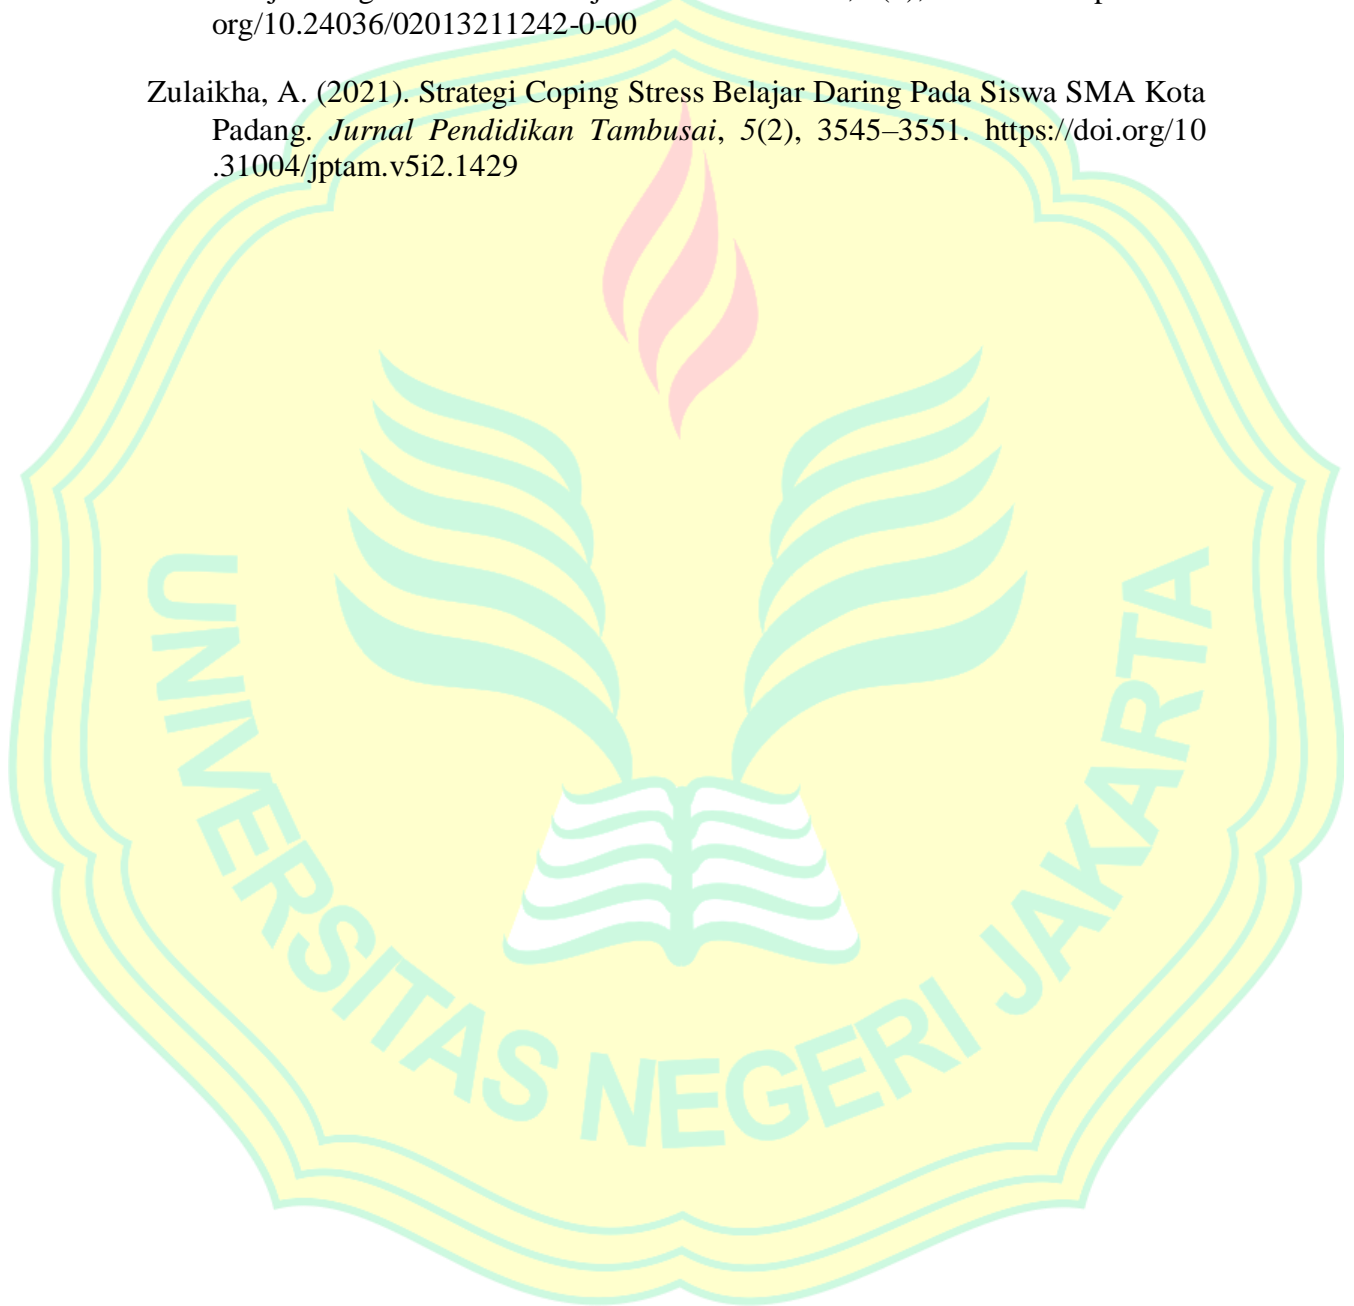 org/10.24036/02013211242-0-00
Zulaikha, A. (2021). Strategi Coping Stress Belajar Daring Pada Siswa SMA Kota
Padang. Jurnal Pendidikan Tambusai, 5(2), 3545–3551. https://doi.org/10
.31004/jptam.v5i2.1429
UNIVERSITAS NEGERI JAKARTA